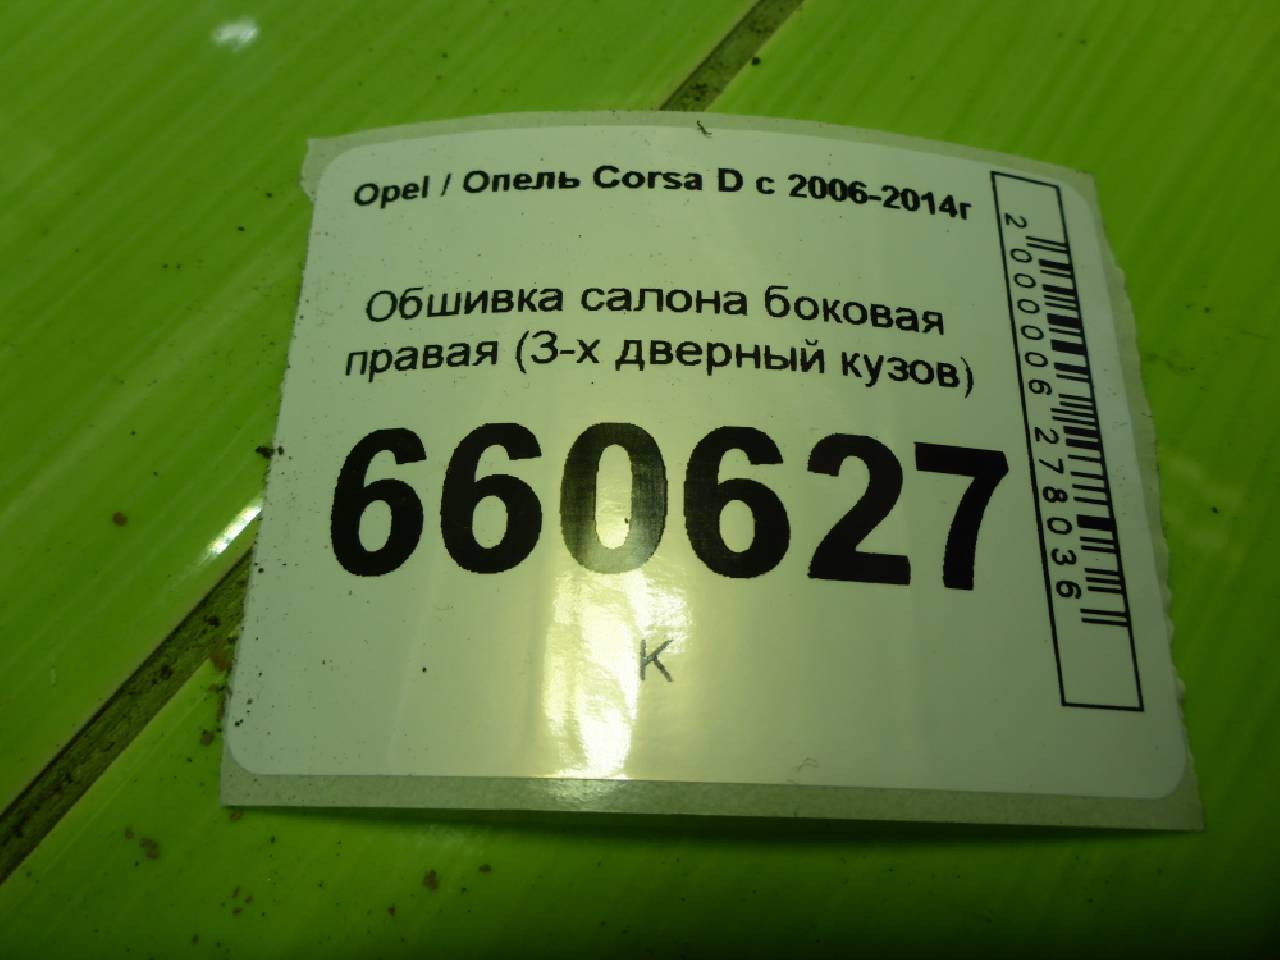 Opel / Опель Corsa D с 2006-2014г
Обшивка салона боковая
правая (3-х дверный кузов)
660627
К
2000006278036